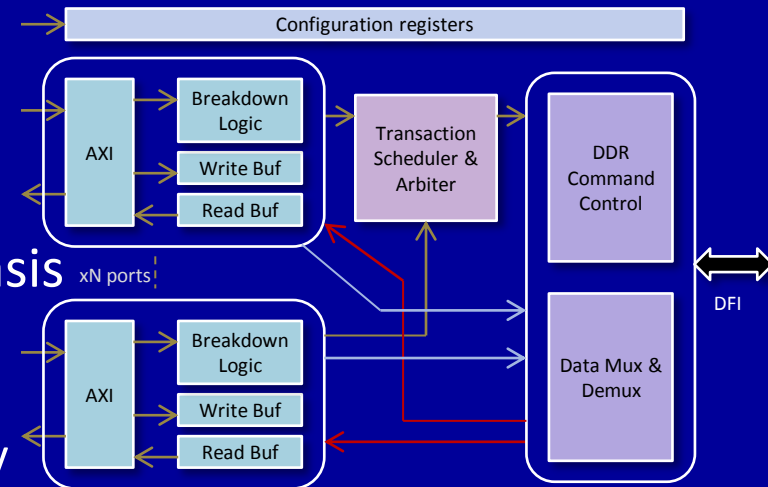 Configuration registers
AXI
Breakdown
Logic
Write Buf
Read Buf
Transaction
Scheduler &
Arbiter
DDR
Command
Control
xN ports
DFI
AXI
Breakdown
Logic
Write Buf
Read Buf
Data Mux &
Demux